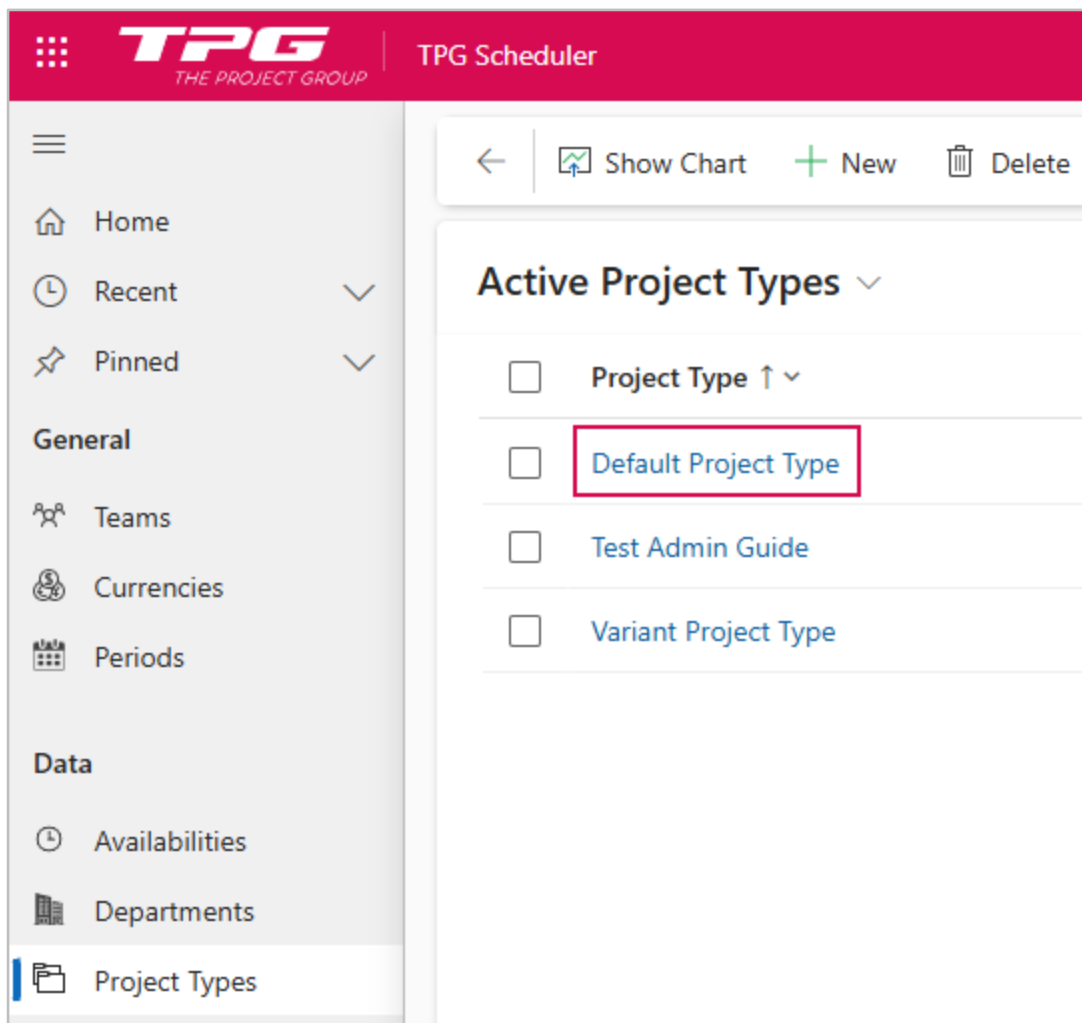 TPG
THE PROJECT GROUP
TPG Scheduler
Home
Recent
Pinned
General
Teams
Currencies
Periods
Data
Availabilities
Departments
Project Types
Show Chart
New
Delete
Active Project Types
Project Type
Default Project Type
Test Admin Guide
Variant Project Type